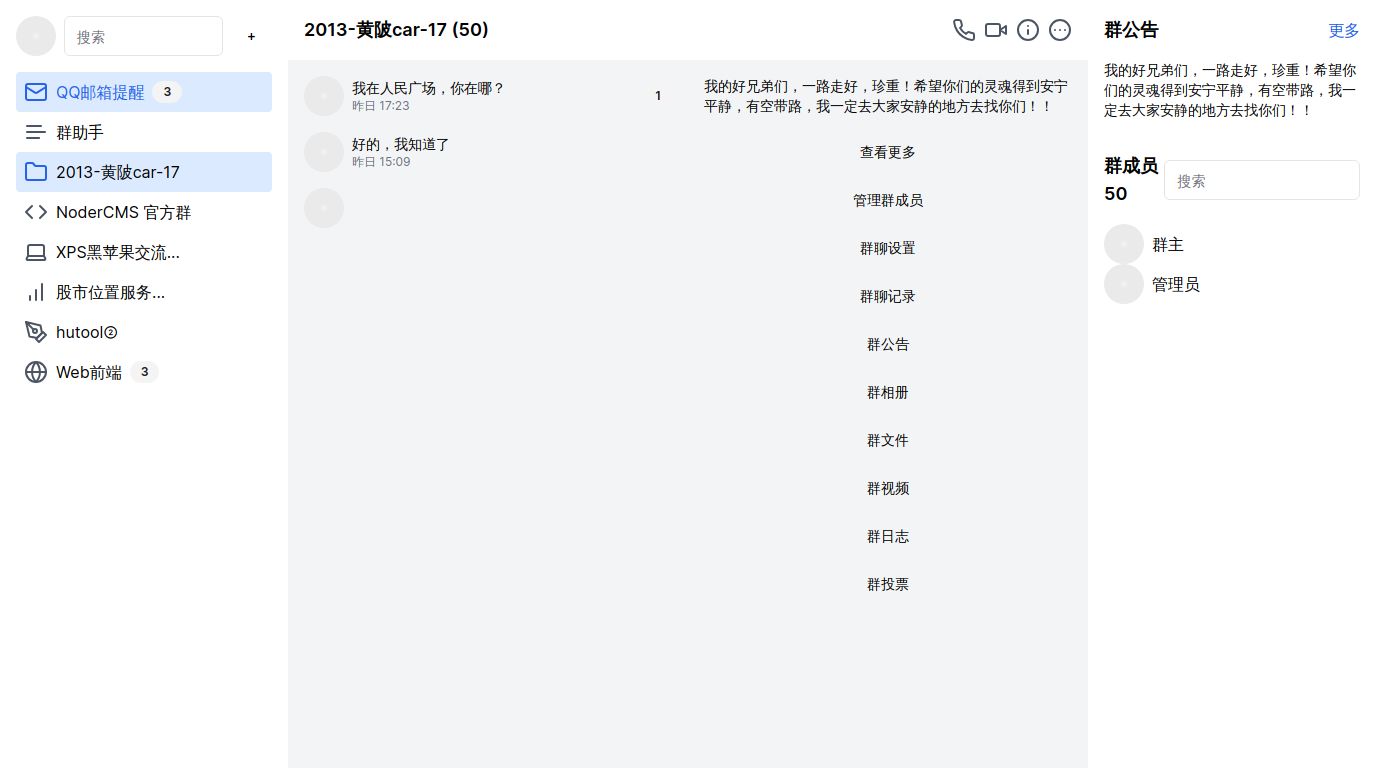 搜索
+
QQ邮箱提醒 3
群助手
2013-黄陂car-17
NoderCMS 官方群
XPS黑苹果交流...
股市位置服务...
hutool②
Web前端 3
2013-黄陂car-17 (50)
我在人民广场，你在哪？
昨日 17:23
1
好的，我知道了
昨日 15:09
我的好兄弟们，一路走好，珍重！希望你们的灵魂得到安宁
平静，有空带路，我一定去大家安静的地方去找你们！！
查看更多
管理群成员
群聊设置
群聊记录
群公告
群相册
群文件
群视频
群日志
群投票
群公告
更多
我的好兄弟们，一路走好，珍重！希望你
们的灵魂得到安宁平静，有空带路，我一
定去大家安静的地方去找你们！！
群成员
50
搜索
群主
管理员